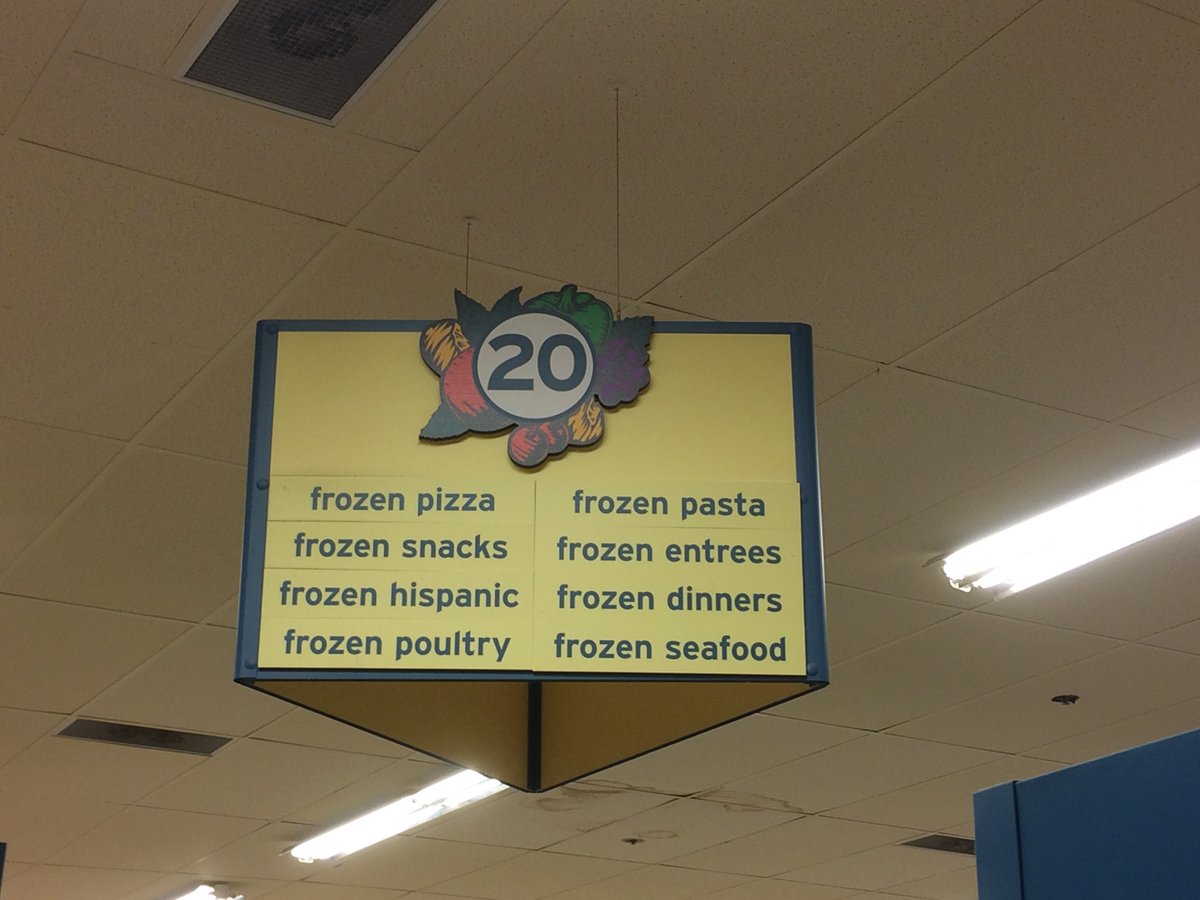 20
frozen pizza
frozen snacks
frozen hispanic
frozen poultry
frozen pasta
frozen entrees
frozen dinners
frozen seafood